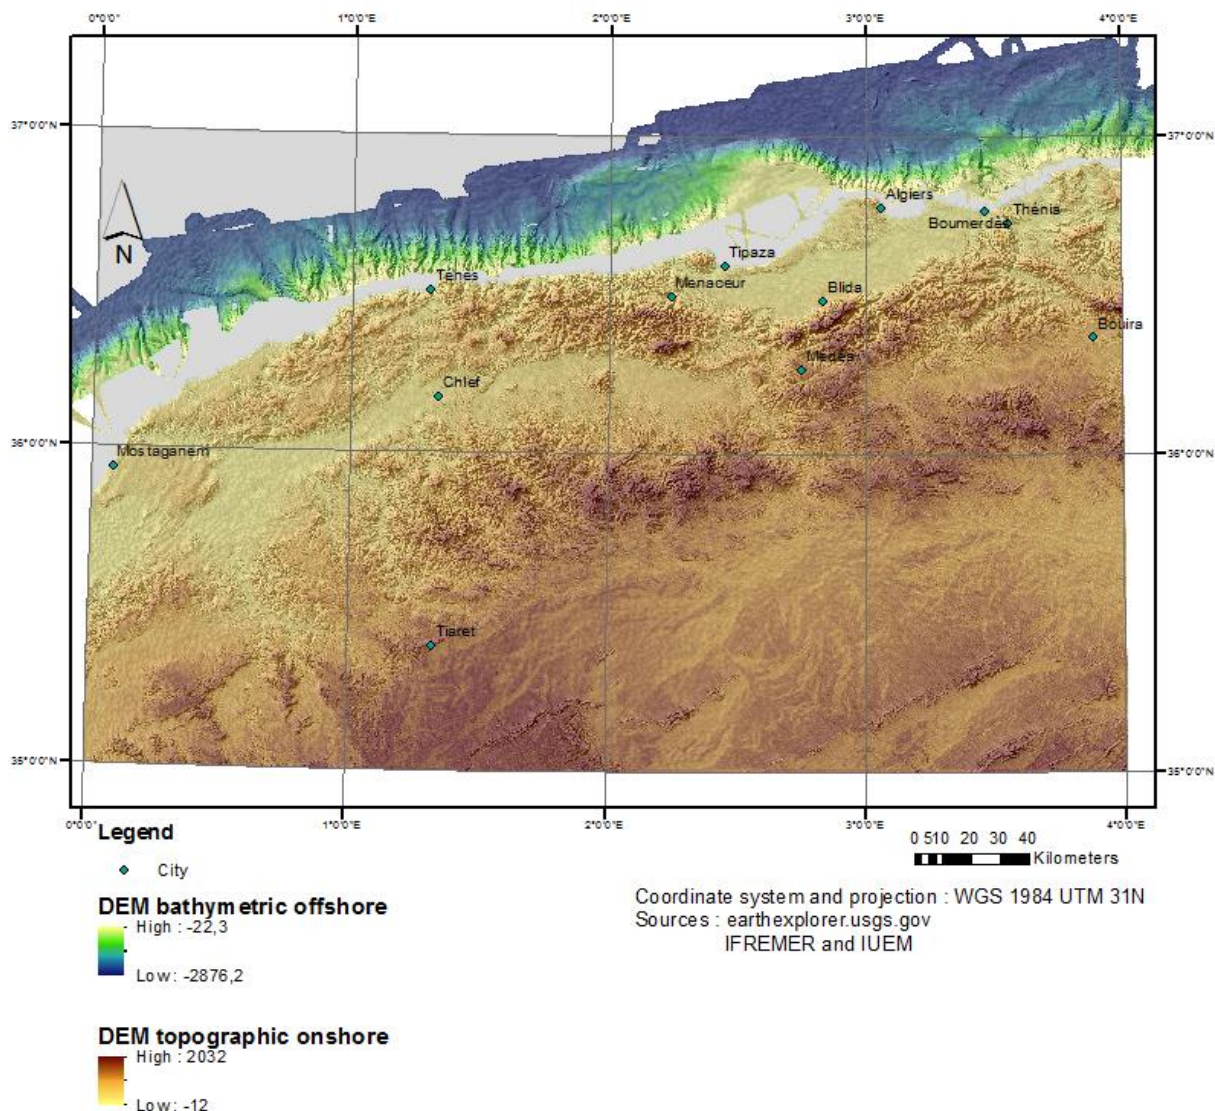 0°0'0"E 1°0'0"E 2°0'0"E 3°0'0"E 4°0'0"E
37°0'0"N 37°0'0"N
Algiers
Thénia
Boumerdès
N
Tipaza
Tenes
Menaceur
Blida
Bouira
Médéa
Chlef
36°0'0"N 36°0'0"N
Mostaganem
Tiaret
35°0'0"N 35°0'0"N
0°0'0"E 1°0'0"E 2°0'0"E 3°0'0"E 4°0'0"E
Legend
0 5 10 20 30 40
Kilometers
City
DEM bathymetric offshore
High : -22,3
Low : -2876,2
Coordinate system and projection : WGS 1984 UTM 31N
Sources : earthexplorer.usgs.gov
IFREMER and IUEM
DEM topographic onshore
High : 2032
Low : -12